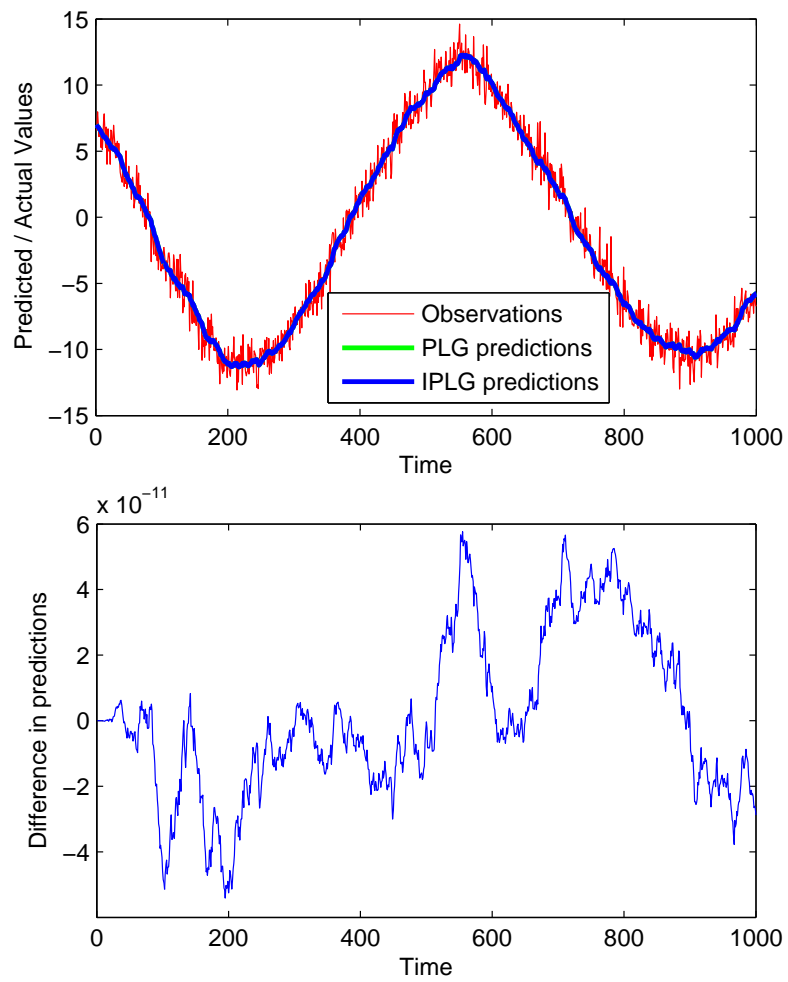 15
10
5
0
−5
−10
−15
Predicted / Actual Values
Observations
PLG predictions
IPLG predictions
0 200 400 600 800 1000
Time
x 10⁻¹¹
6
4
2
0
−2
−4
Difference in predictions
0 200 400 600 800 1000
Time